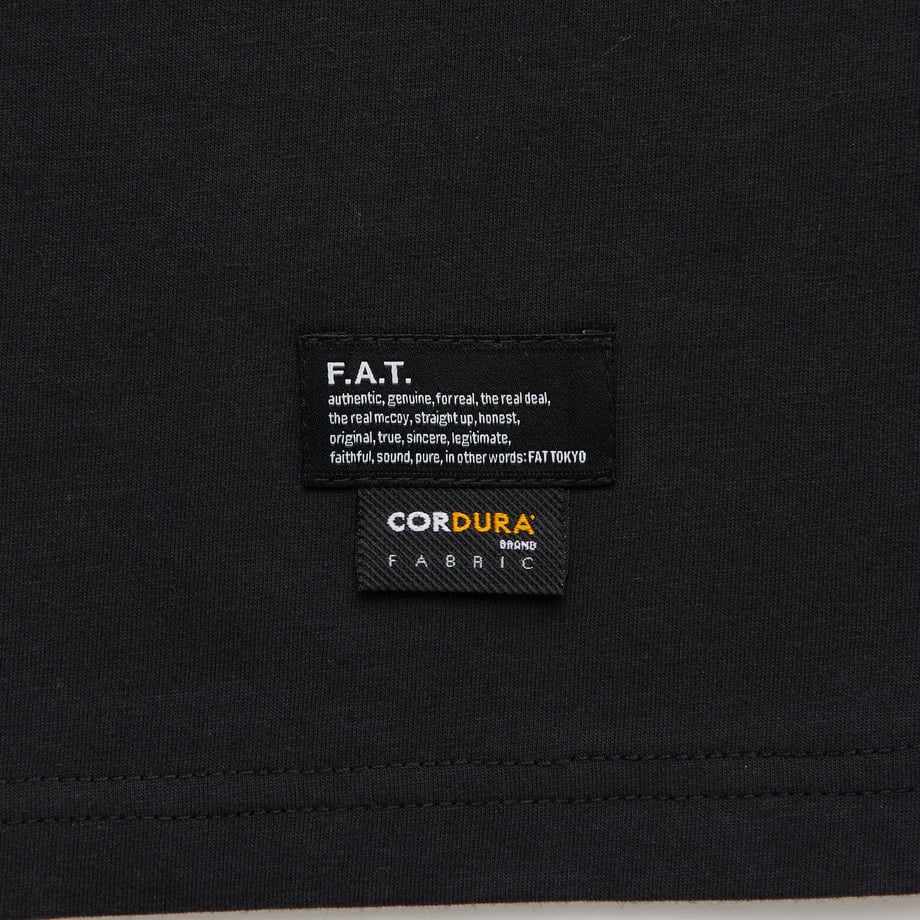 F.A.T.
authentic, genuine, for real, the real deal,
the real mccoy, straight up, honest,
original, true, sincere, legitimate,
faithful, sound, pure, in other words: FAT TOKYO
CORDURA®
BRAND
FABRIC